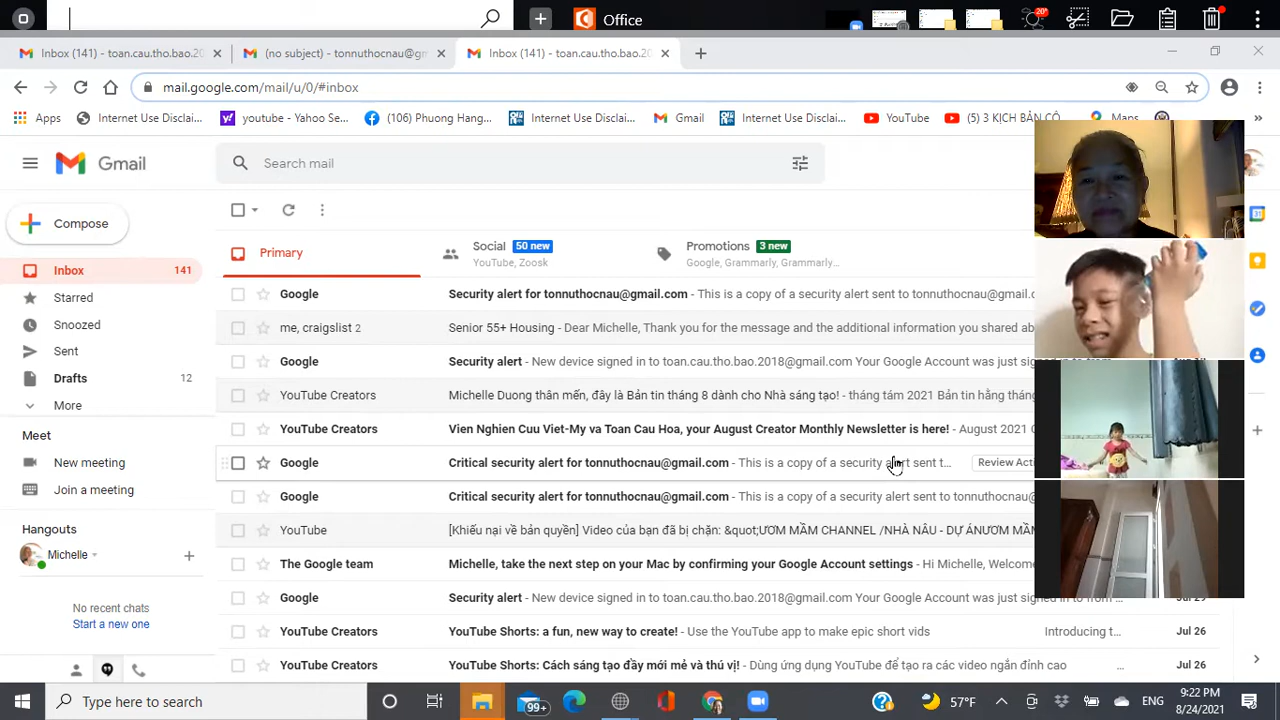 Office
20°
Inbox (141) - toan.cau.tho.bao.20
(no subject) - tonnuthocnau@gm
Inbox (141) - toan.cau.tho.bao.20
mail.google.com/mail/u/0/#inbox
Apps
Internet Use Disclai...
youtube - Yahoo Se...
(106) Phuong Hang...
Internet Use Disclai...
Gmail
Internet Use Disclai...
YouTube
(5) 3 KỊCH BẢN CÔ
Maps
Gmail
Search mail
Compose
Primary
Social 50 new
YouTube, Zoosk
Promotions 3 new
Google, Grammarly, Grammarly...
Inbox 141
Starred
Snoozed
Sent
Drafts 12
More
Google Security alert for tonnuthocnau@gmail.com - This is a copy of a security alert sent to tonnuthocnau@gmail.c
me, craigslist 2 Senior 55+ Housing - Dear Michelle, Thank you for the message and the additional information you shared ab
Google Security alert - New device signed in to toan.cau.tho.bao.2018@gmail.com Your Google Account was just
YouTube Creators Michelle Duong thân mến, đây là Bản tin tháng 8 dành cho Nhà sáng tạo! - tháng tám 2021 Bản tin hằng tháng
YouTube Creators Vien Nghien Cuu Viet-My va Toan Cau Hoa, your August Creator Monthly Newsletter is here! - August 2021
Google Critical security alert for tonnuthocnau@gmail.com - This is a copy of a security alert sent t... Review Acti
Google Critical security alert for tonnuthocnau@gmail.com - This is a copy of a security alert sent to tonnuthocnau@
YouTube [Khiếu nại về bản quyền] Video của bạn đã bị chặn: &quot;ƯƠM MẦM CHANNEL /NHÀ NÂU - DỰ ÁNƯƠM MẦ
The Google team Michelle, take the next step on your Mac by confirming your Google Account settings - Hi Michelle, Welcome
Google Security alert - New device signed in to toan.cau.tho.bao.2018@gmail.com Your Google Account was just signed in to from ... Jul 29
YouTube Creators YouTube Shorts: a fun, new way to create! - Use the YouTube app to make epic short vids Introducing t... Jul 26
YouTube Creators YouTube Shorts: Cách sáng tạo đầy mới mẻ và thú vị! - Dùng ứng dụng YouTube để tạo ra các video ngắn đỉnh cao ... Jul 26
Meet
New meeting
Join a meeting
Hangouts
Michelle
No recent chats
Start a new one
Type here to search
99+
57°F
ENG
9:22 PM
8/24/2021